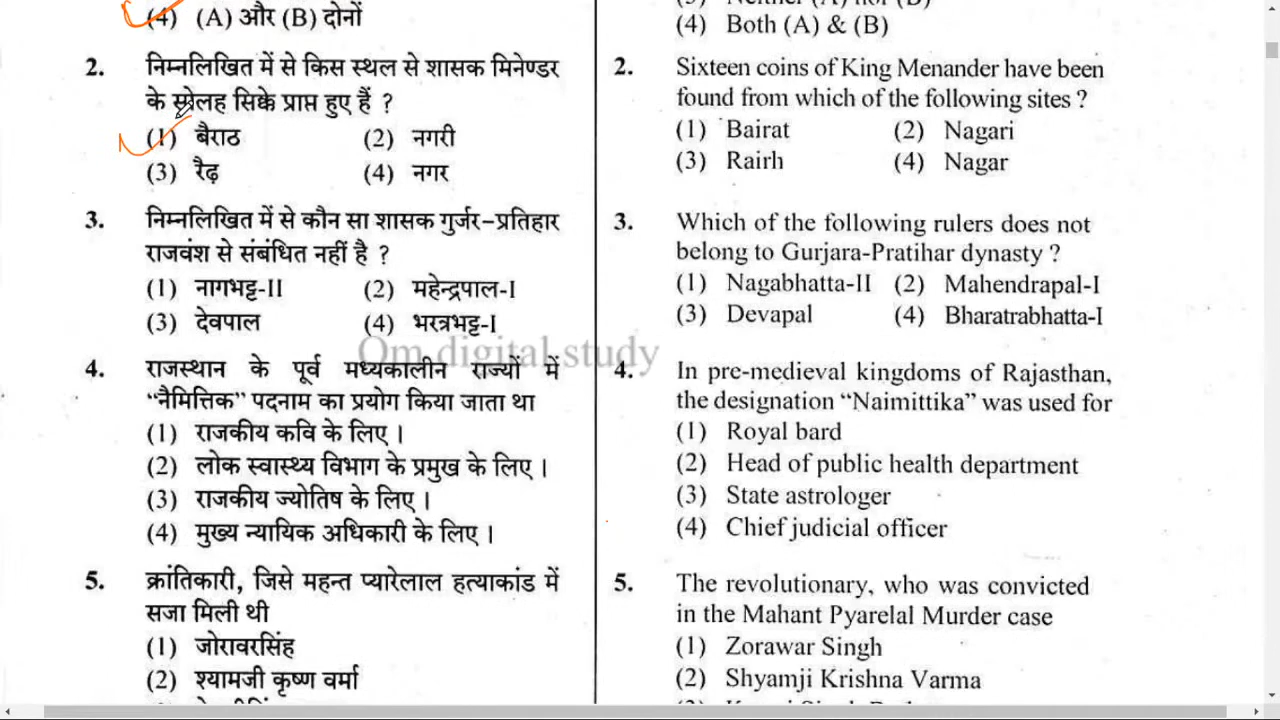 (4) (A) और (B) दोनों
2. निम्नलिखित में से किस स्थल से शासक मिनेण्डर
के सोलह सिक्के प्राप्त हुए हैं ?
(1) बैराठ (2) नगरी
(3) रैढ़ (4) नगर
3. निम्नलिखित में से कौन सा शासक गुर्जर-प्रतिहार
राजवंश से संबंधित नहीं है ?
(1) नागभट्ट-II (2) महेन्द्रपाल-I
(3) देवपाल (4) भरत्रभट्ट-I
4. राजस्थान के पूर्व मध्यकालीन राज्यों में
“नैमित्तिक” पदनाम का प्रयोग किया जाता था
(1) राजकीय कवि के लिए ।
(2) लोक स्वास्थ्य विभाग के प्रमुख के लिए ।
(3) राजकीय ज्योतिष के लिए ।
(4) मुख्य न्यायिक अधिकारी के लिए ।
5. क्रांतिकारी, जिसे महन्त प्यारेलाल हत्याकांड में
सजा मिली थी
(1) जोरावरसिंह
(2) श्यामजी कृष्ण वर्मा
(4) Both (A) & (B)
2. Sixteen coins of King Menander have been
found from which of the following sites ?
(1) Bairat (2) Nagari
(3) Rairh (4) Nagar
3. Which of the following rulers does not
belong to Gurjara-Pratihar dynasty ?
(1) Nagabhatta-II (2) Mahendrapal-I
(3) Devapal (4) Bharatrabhatta-I
4. In pre-medieval kingdoms of Rajasthan,
the designation “Naimittika” was used for
(1) Royal bard
(2) Head of public health department
(3) State astrologer
(4) Chief judicial officer
5. The revolutionary, who was convicted
in the Mahant Pyarelal Murder case
(1) Zorawar Singh
(2) Shyamji Krishna Varma
Om digital study